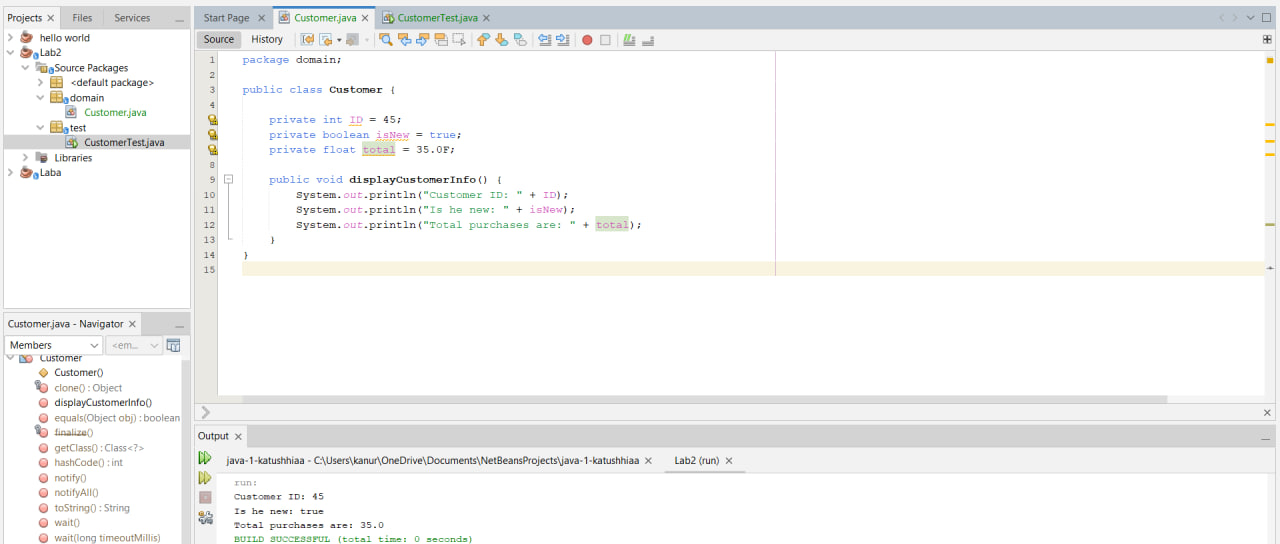 Projects Files Services
hello world
Lab2
Source Packages
<default package>
domain
Customer.java
test
CustomerTest.java
Libraries
Laba
Customer.java - Navigator
Members <em...
Customer
Customer()
clone() : Object
displayCustomerInfo()
equals(Object obj) : boolean
finalize()
getClass() : Class<?>
hashCode() : int
notify()
notifyAll()
toString() : String
wait()
wait(long timeoutMillis)
Start Page Customer.java CustomerTest.java
Source History
1 package domain;
2
3 public class Customer {
4
private int ID = 45;
private boolean isNew = true;
private float total = 35.0F;
8
9 public void displayCustomerInfo() {
10 System.out.println("Customer ID: " + ID);
11 System.out.println("Is he new: " + isNew);
12 System.out.println("Total purchases are: " + total);
13 }
14 }
15
Output
java-1-katushhiaa - C:\Users\kanur\OneDrive\Documents\NetBeansProjects\java-1-katushhiaa Lab2 (run)
run:
Customer ID: 45
Is he new: true
Total purchases are: 35.0
BUILD SUCCESSFUL (total time: 0 seconds)